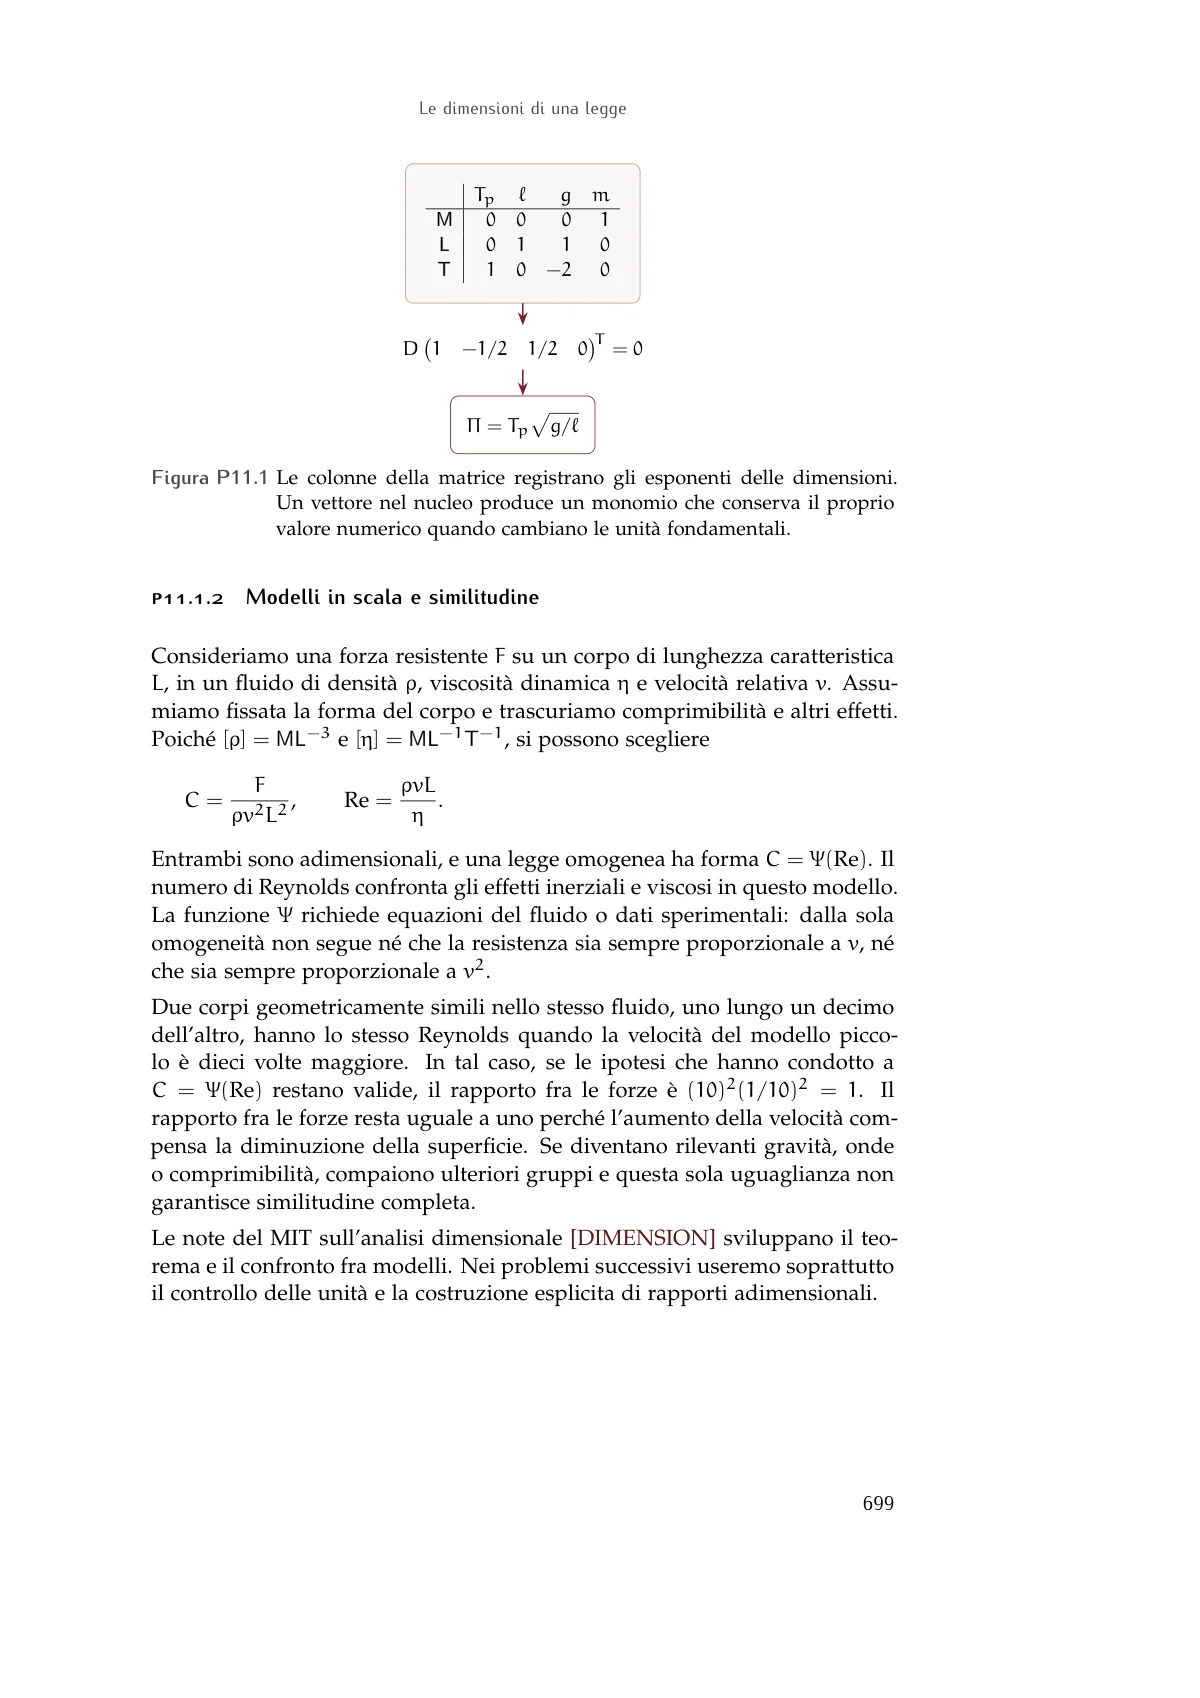 Le dimensioni di una legge
Tp ℓ g m
M 0 0 0 1
L 0 1 1 0
T 1 0 −2 0
D (1 −1/2 1/2 0)ᵀ = 0
Π = Tp √g/ℓ
Figura P11.1 Le colonne della matrice registrano gli esponenti delle dimensioni.
Un vettore nel nucleo produce un monomio che conserva il proprio
valore numerico quando cambiano le unità fondamentali.
P11.1.2 Modelli in scala e similitudine
Consideriamo una forza resistente F su un corpo di lunghezza caratteristica
L, in un fluido di densità ρ, viscosità dinamica η e velocità relativa v. Assu-
miamo fissata la forma del corpo e trascuriamo comprimibilità e altri effetti.
Poiché [ρ] = ML⁻³ e [η] = ML⁻¹T⁻¹, si possono scegliere
C = F/ρv²L², Re = ρvL/η.
Entrambi sono adimensionali, e una legge omogenea ha forma C = Ψ(Re). Il
numero di Reynolds confronta gli effetti inerziali e viscosi in questo modello.
La funzione Ψ richiede equazioni del fluido o dati sperimentali: dalla sola
omogeneità non segue né che la resistenza sia sempre proporzionale a v, né
che sia sempre proporzionale a v².
Due corpi geometricamente simili nello stesso fluido, uno lungo un decimo
dell'altro, hanno lo stesso Reynolds quando la velocità del modello picco-
lo è dieci volte maggiore. In tal caso, se le ipotesi che hanno condotto a
C = Ψ(Re) restano valide, il rapporto fra le forze è (10)²(1/10)² = 1. Il
rapporto fra le forze resta uguale a uno perché l'aumento della velocità com-
pensa la diminuzione della superficie. Se diventano rilevanti gravità, onde
o comprimibilità, compaiono ulteriori gruppi e questa sola uguaglianza non
garantisce similitudine completa.
Le note del MIT sull'analisi dimensionale [DIMENSION] sviluppano il teo-
rema e il confronto fra modelli. Nei problemi successivi useremo soprattutto
il controllo delle unità e la costruzione esplicita di rapporti adimensionali.
699